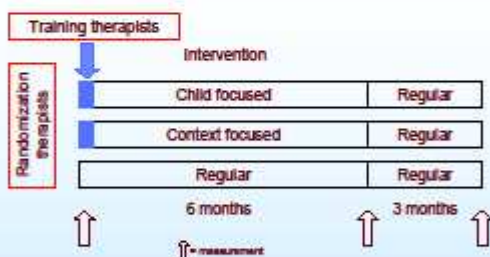 Training therapists
Intervention
Randomization
therapists
Child focused Regular
Context focused Regular
Regular Regular
6 months 3 months
= measurement